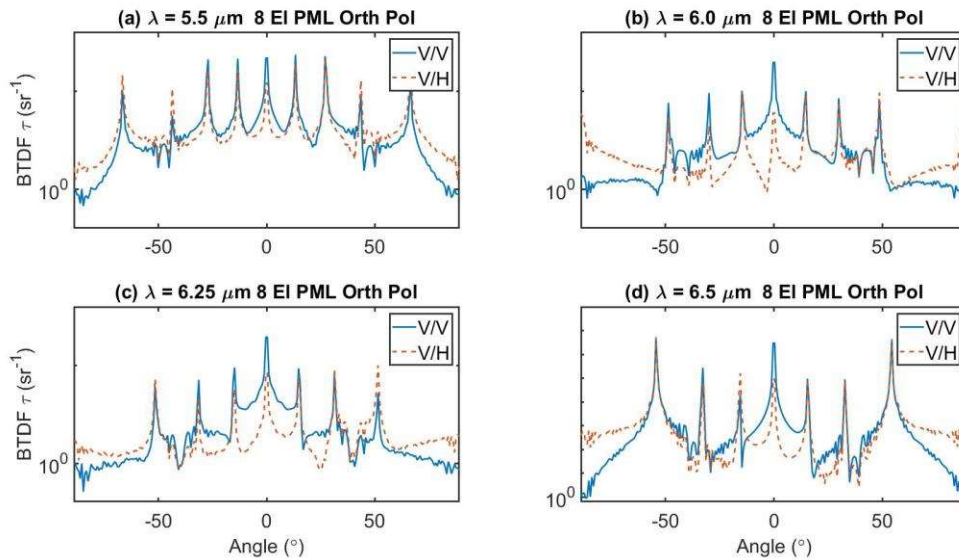 (a) λ = 5.5 μm 8 El PML Orth Pol
V/V
V/H
BTDF τ (sr⁻¹)
10⁰
-50 0 50
(b) λ = 6.0 μm 8 El PML Orth Pol
V/V
V/H
10⁰
-50 0 50
(c) λ = 6.25 μm 8 El PML Orth Pol
V/V
V/H
BTDF τ (sr⁻¹)
10⁰
-50 0 50
Angle (°)
(d) λ = 6.5 μm 8 El PML Orth Pol
V/V
V/H
10⁰
-50 0 50
Angle (°)